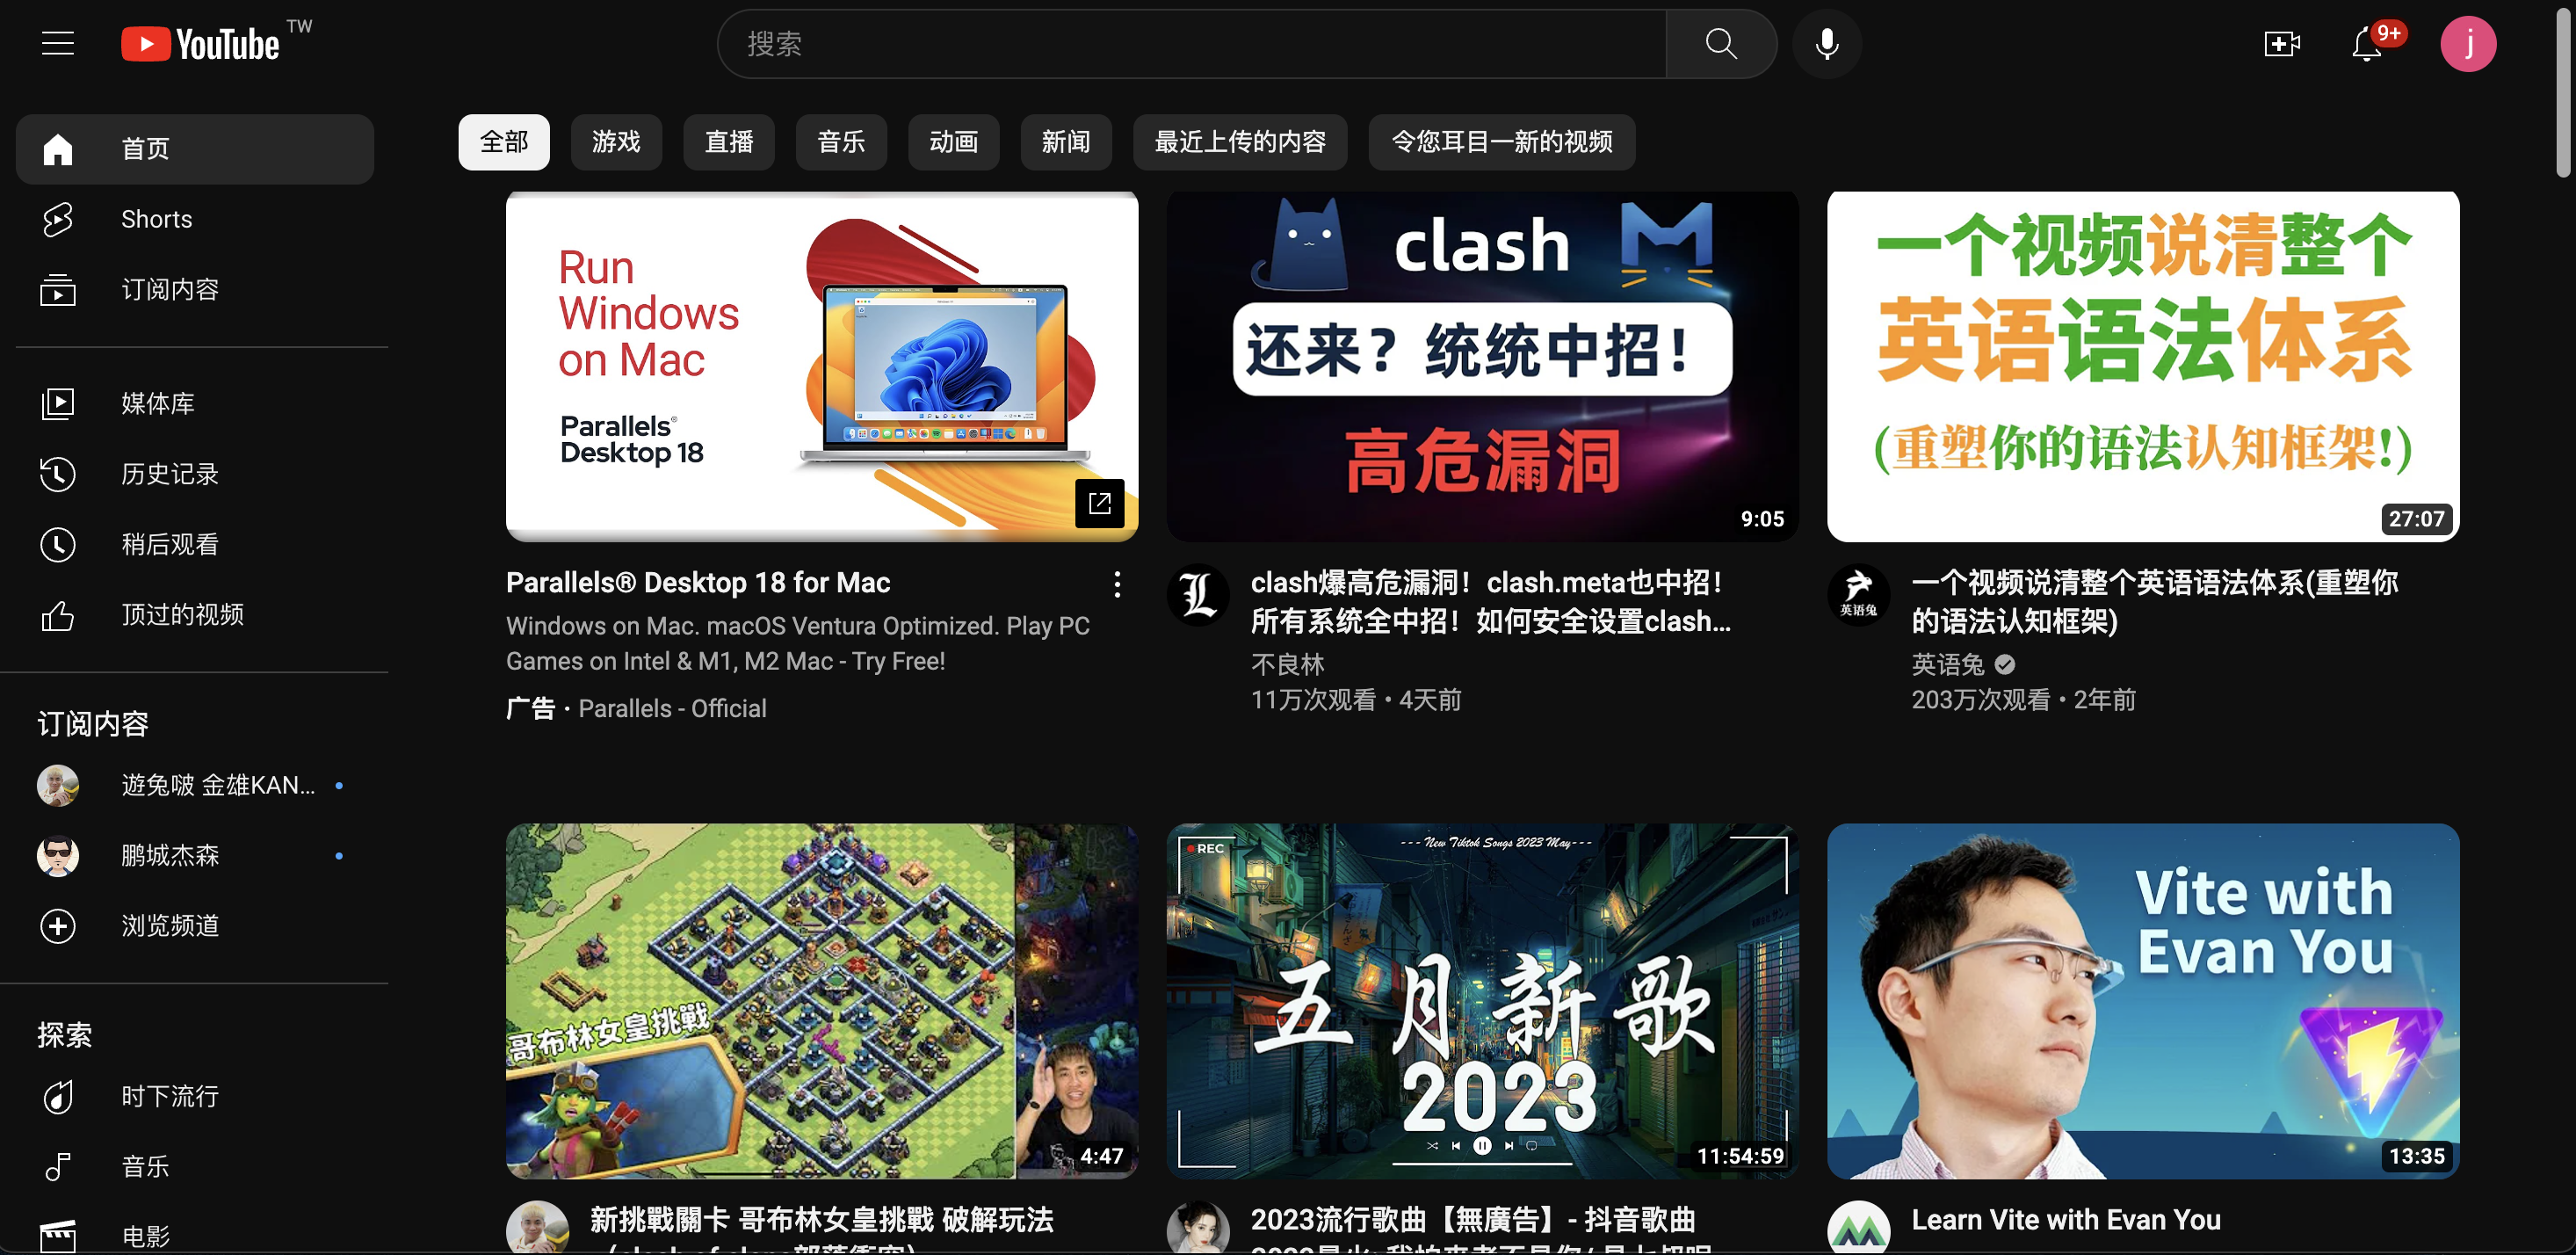 YouTube TW
搜索
9+
j
首页
Shorts
订阅内容
媒体库
历史记录
稍后观看
顶过的视频
订阅内容
遊兔啵 金雄KAN...
鹏城杰森
浏览频道
探索
时下流行
音乐
电影
全部
游戏
直播
音乐
动画
新闻
最近上传的内容
令您耳目一新的视频
Run
Windows
on Mac
Parallels®
Desktop 18
Parallels® Desktop 18 for Mac
Windows on Mac. macOS Ventura Optimized. Play PC
Games on Intel & M1, M2 Mac - Try Free!
广告 · Parallels - Official
clash
还来？统统中招！
高危漏洞
9:05
L
clash爆高危漏洞！clash.meta也中招！
所有系统全中招！如何安全设置clash...
不良林
11万次观看 • 4天前
一个视频说清整个
英语语法体系
(重塑你的语法认知框架!)
27:07
英语兔
一个视频说清整个英语语法体系(重塑你
的语法认知框架)
英语兔
203万次观看 • 2年前
哥布林女皇挑戰
4:47
新挑戰關卡 哥布林女皇挑戰 破解玩法
REC
--- New Tiktok Songs 2023 May---
五月新歌
2023
11:54:59
2023流行歌曲【無廣告】- 抖音歌曲
Vite with
Evan You
13:35
Learn Vite with Evan You